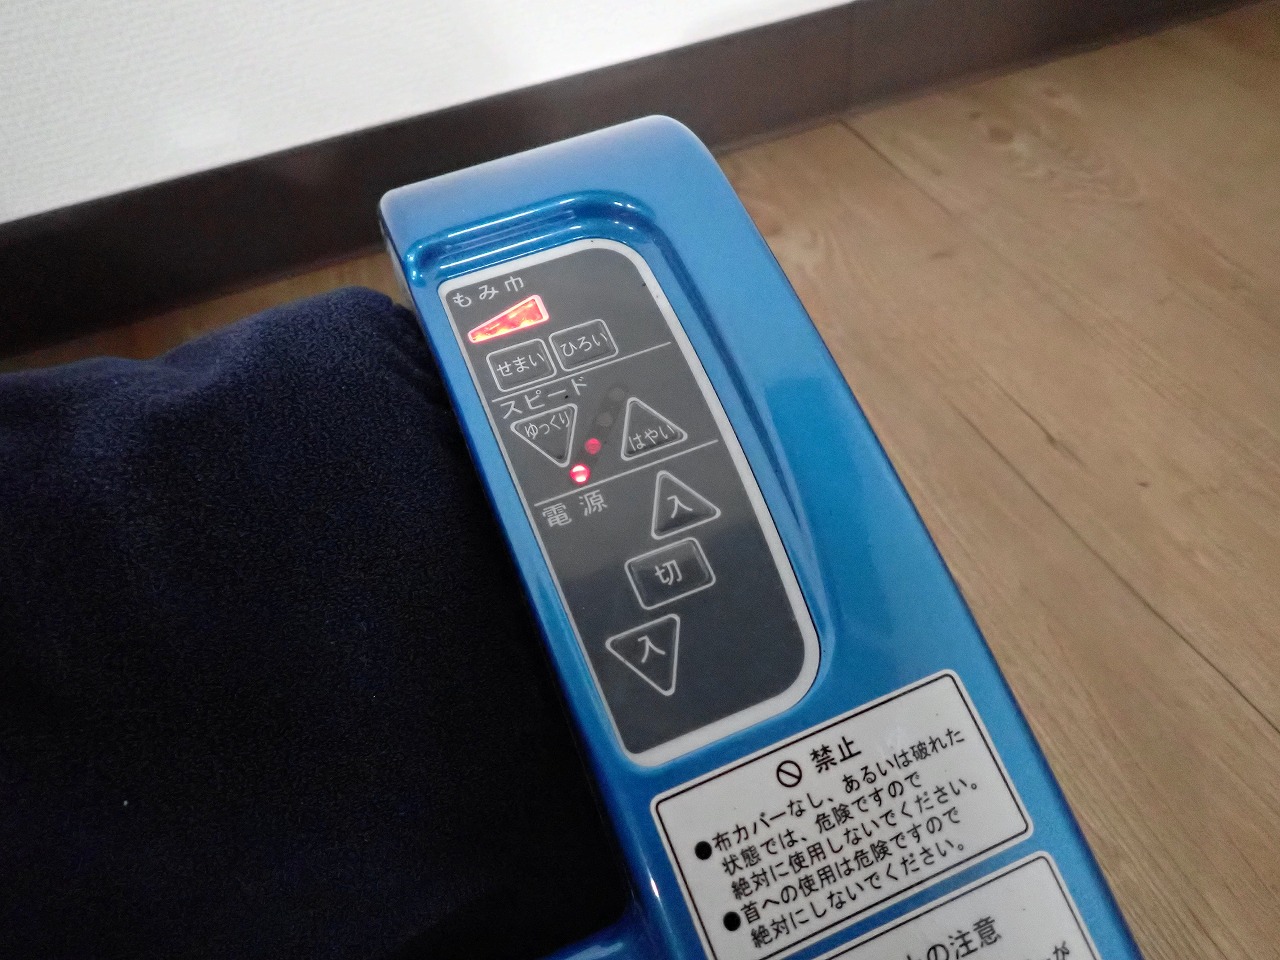 もみ巾
せまい ひろい
スピード
ゆっくり はやい
電源
入
切
入
禁止
●布カバーなし、あるいは破れた
状態では、危険ですので
絶対に使用しないでください。
●首への使用は危険ですので
絶対にしないでください。
の注意
が